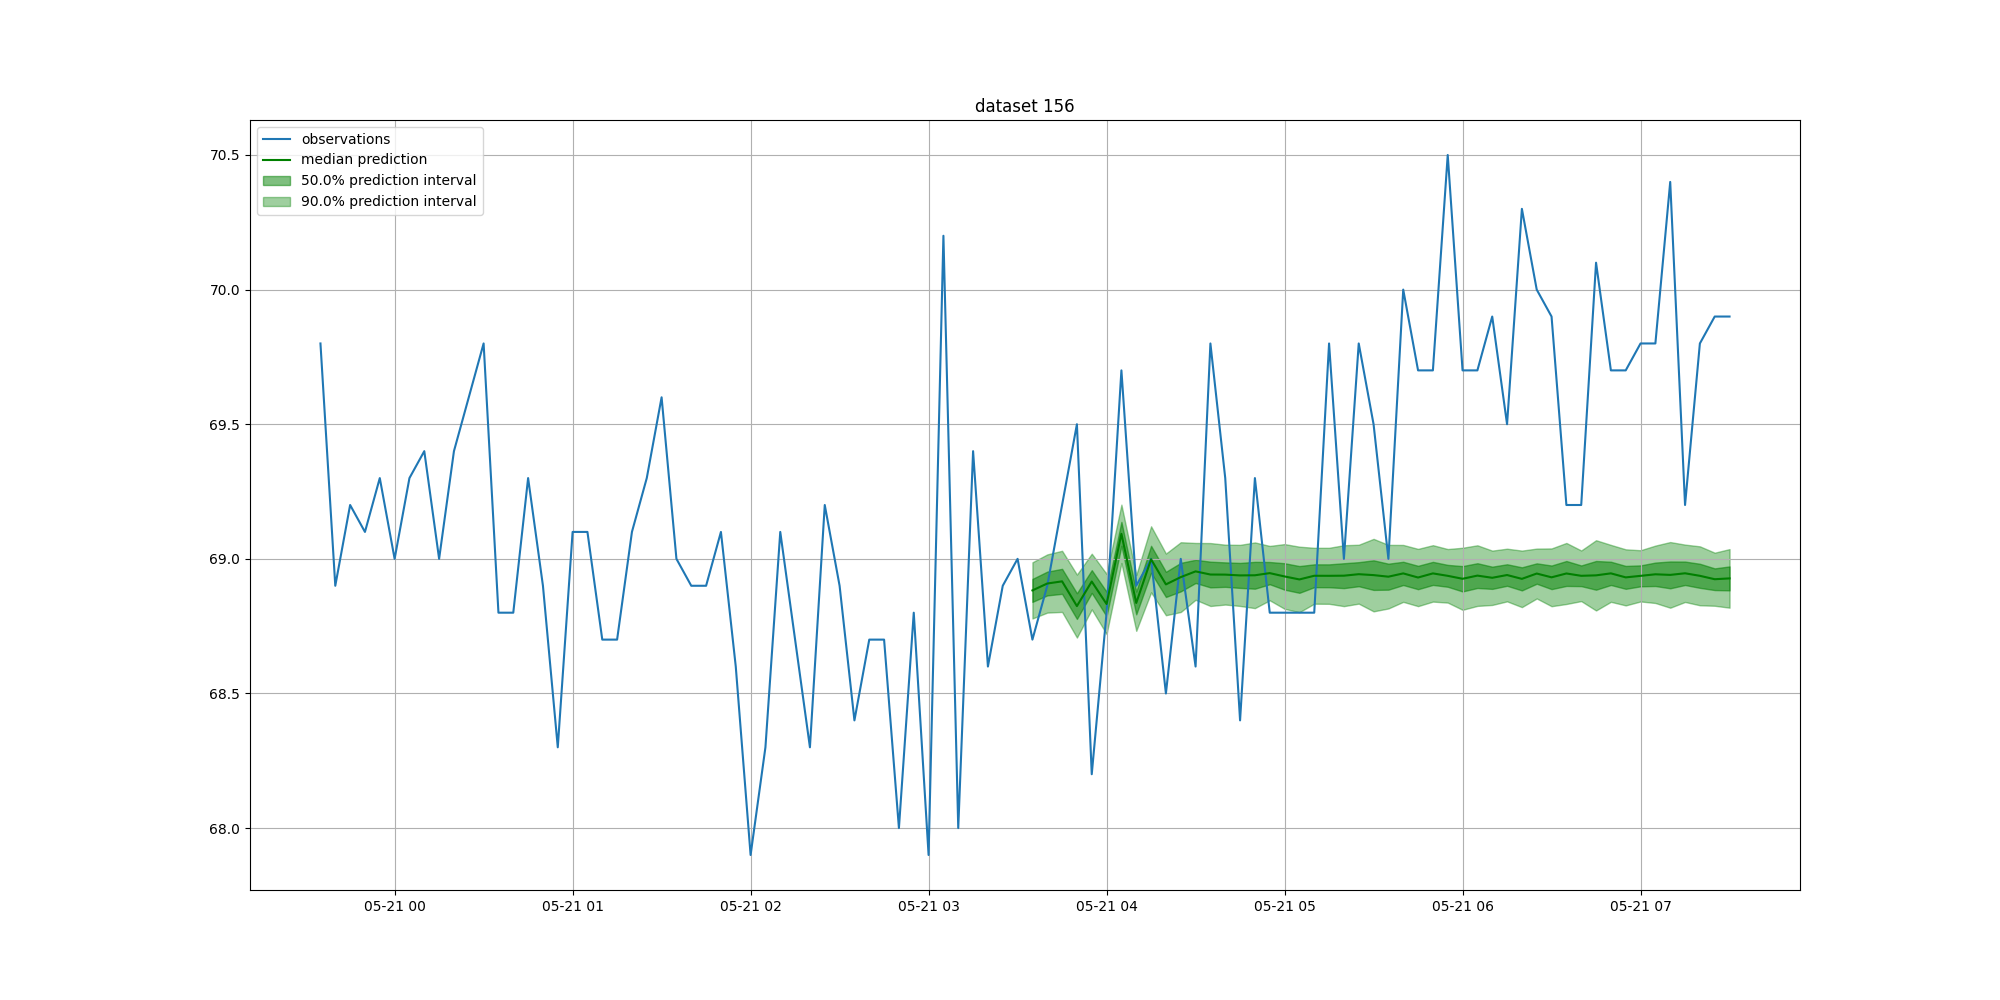 dataset 156
observations
median prediction
50.0% prediction interval
90.0% prediction interval
70.5
70.0
69.5
69.0
68.5
68.0
05-21 00
05-21 01
05-21 02
05-21 03
05-21 04
05-21 05
05-21 06
05-21 07